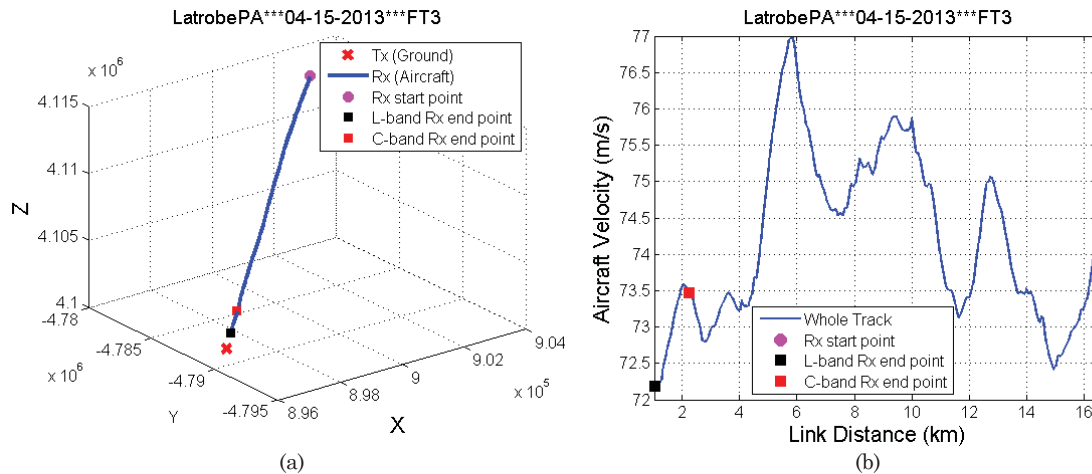 LatrobePA***04-15-2013***FT3
x 10^6
4.115
4.11
4.105
4.1
Z
-4.78
-4.785
-4.79
-4.795
x 10^6
Y
8.96
8.98
9
9.02
9.04
x 10^5
X
Tx (Ground)
Rx (Aircraft)
Rx start point
L-band Rx end point
C-band Rx end point
(a)
LatrobePA***04-15-2013***FT3
77
76.5
76
75.5
75
74.5
74
73.5
73
72.5
72
Aircraft Velocity (m/s)
2 4 6 8 10 12 14 16
Link Distance (km)
Whole Track
Rx start point
L-band Rx end point
C-band Rx end point
(b)